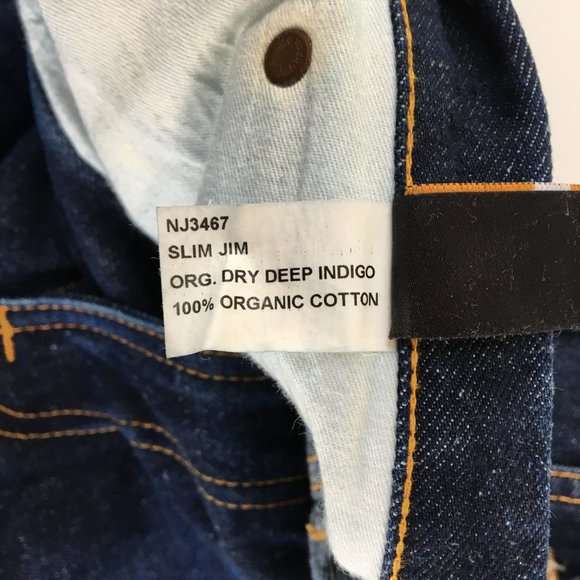 NJ3467
SLIM JIM
ORG. DRY DEEP INDIGO
100% ORGANIC COTTON